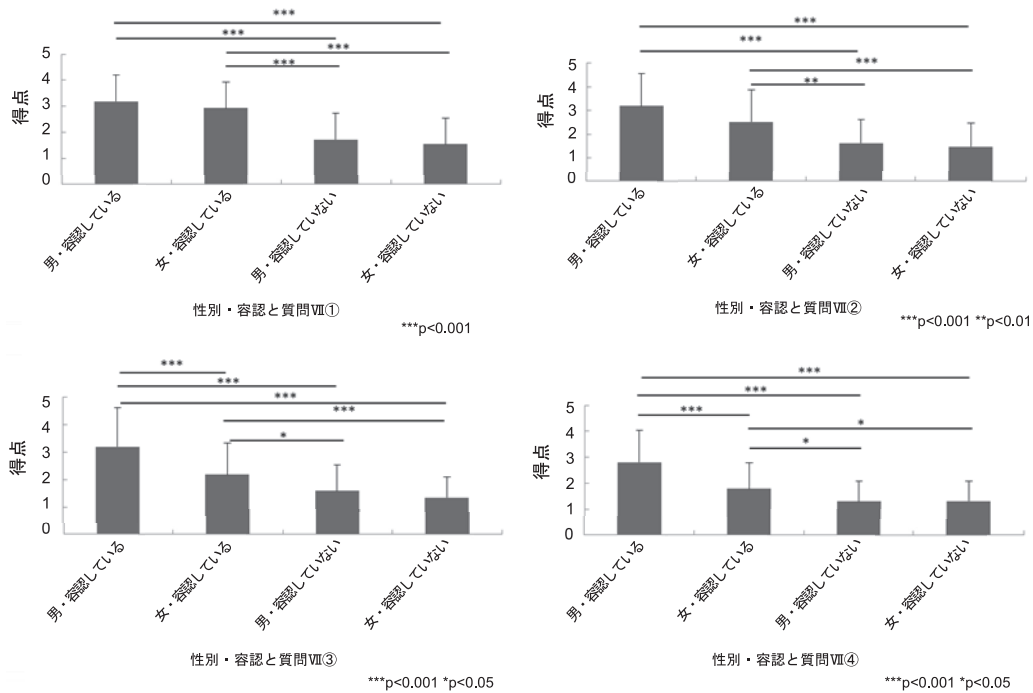 ***
***
***
***
得点
5
4
3
2
1
0
男・容認している
女・容認している
男・容認していない
女・容認していない
性別・容認と質問Ⅶ①
***p<0.001
***
***
***
**
得点
5
4
3
2
1
0
男・容認している
女・容認している
男・容認していない
女・容認していない
性別・容認と質問Ⅶ②
***p<0.001 **p<0.01
***
***
***
***
*
得点
5
4
3
2
1
0
男・容認している
女・容認している
男・容認していない
女・容認していない
性別・容認と質問Ⅶ③
***p<0.001 *p<0.05
***
***
***
*
*
得点
5
4
3
2
1
0
男・容認している
女・容認している
男・容認していない
女・容認していない
性別・容認と質問Ⅶ④
***p<0.001 *p<0.05